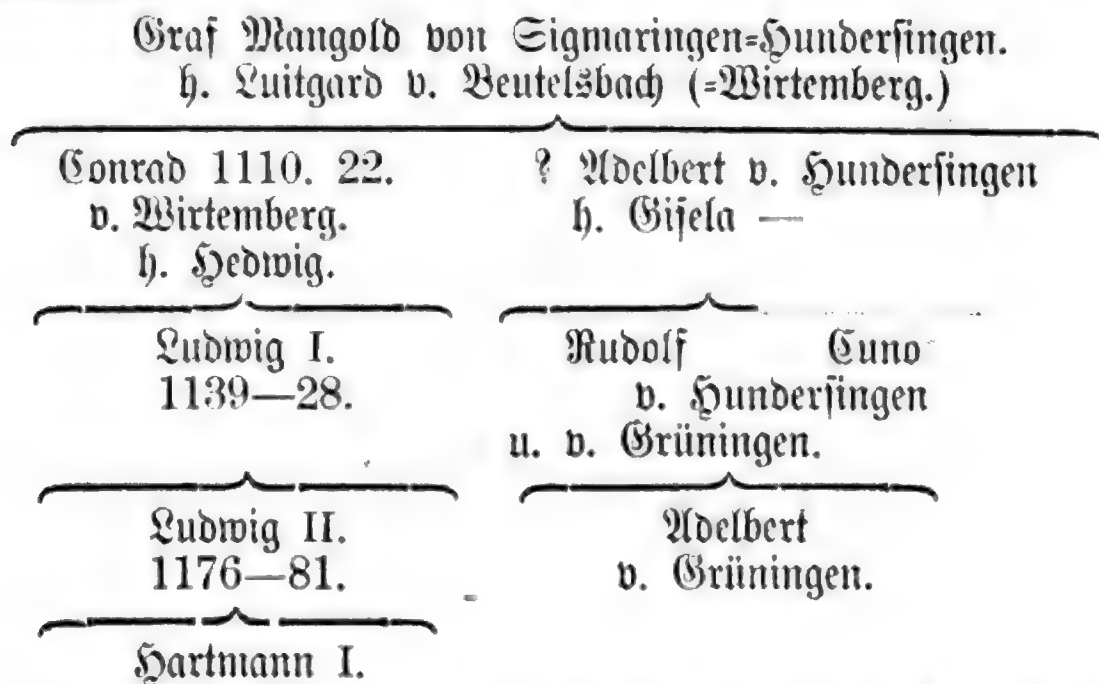 Graf Mangold von Sigmaringen=Hundersingen.
h. Luitgard v. Beutelsbach (=Wirtemberg.)
Conrad 1110. 22.
v. Wirtemberg.
h. Hedwig.
? Adelbert v. Hundersingen
h. Gisela —
Ludwig I.
1139—28.
Rudolf Cuno
v. Hundersingen
u. v. Grüningen.
Ludwig II.
1176—81.
Adelbert
v. Grüningen.
Hartmann I.